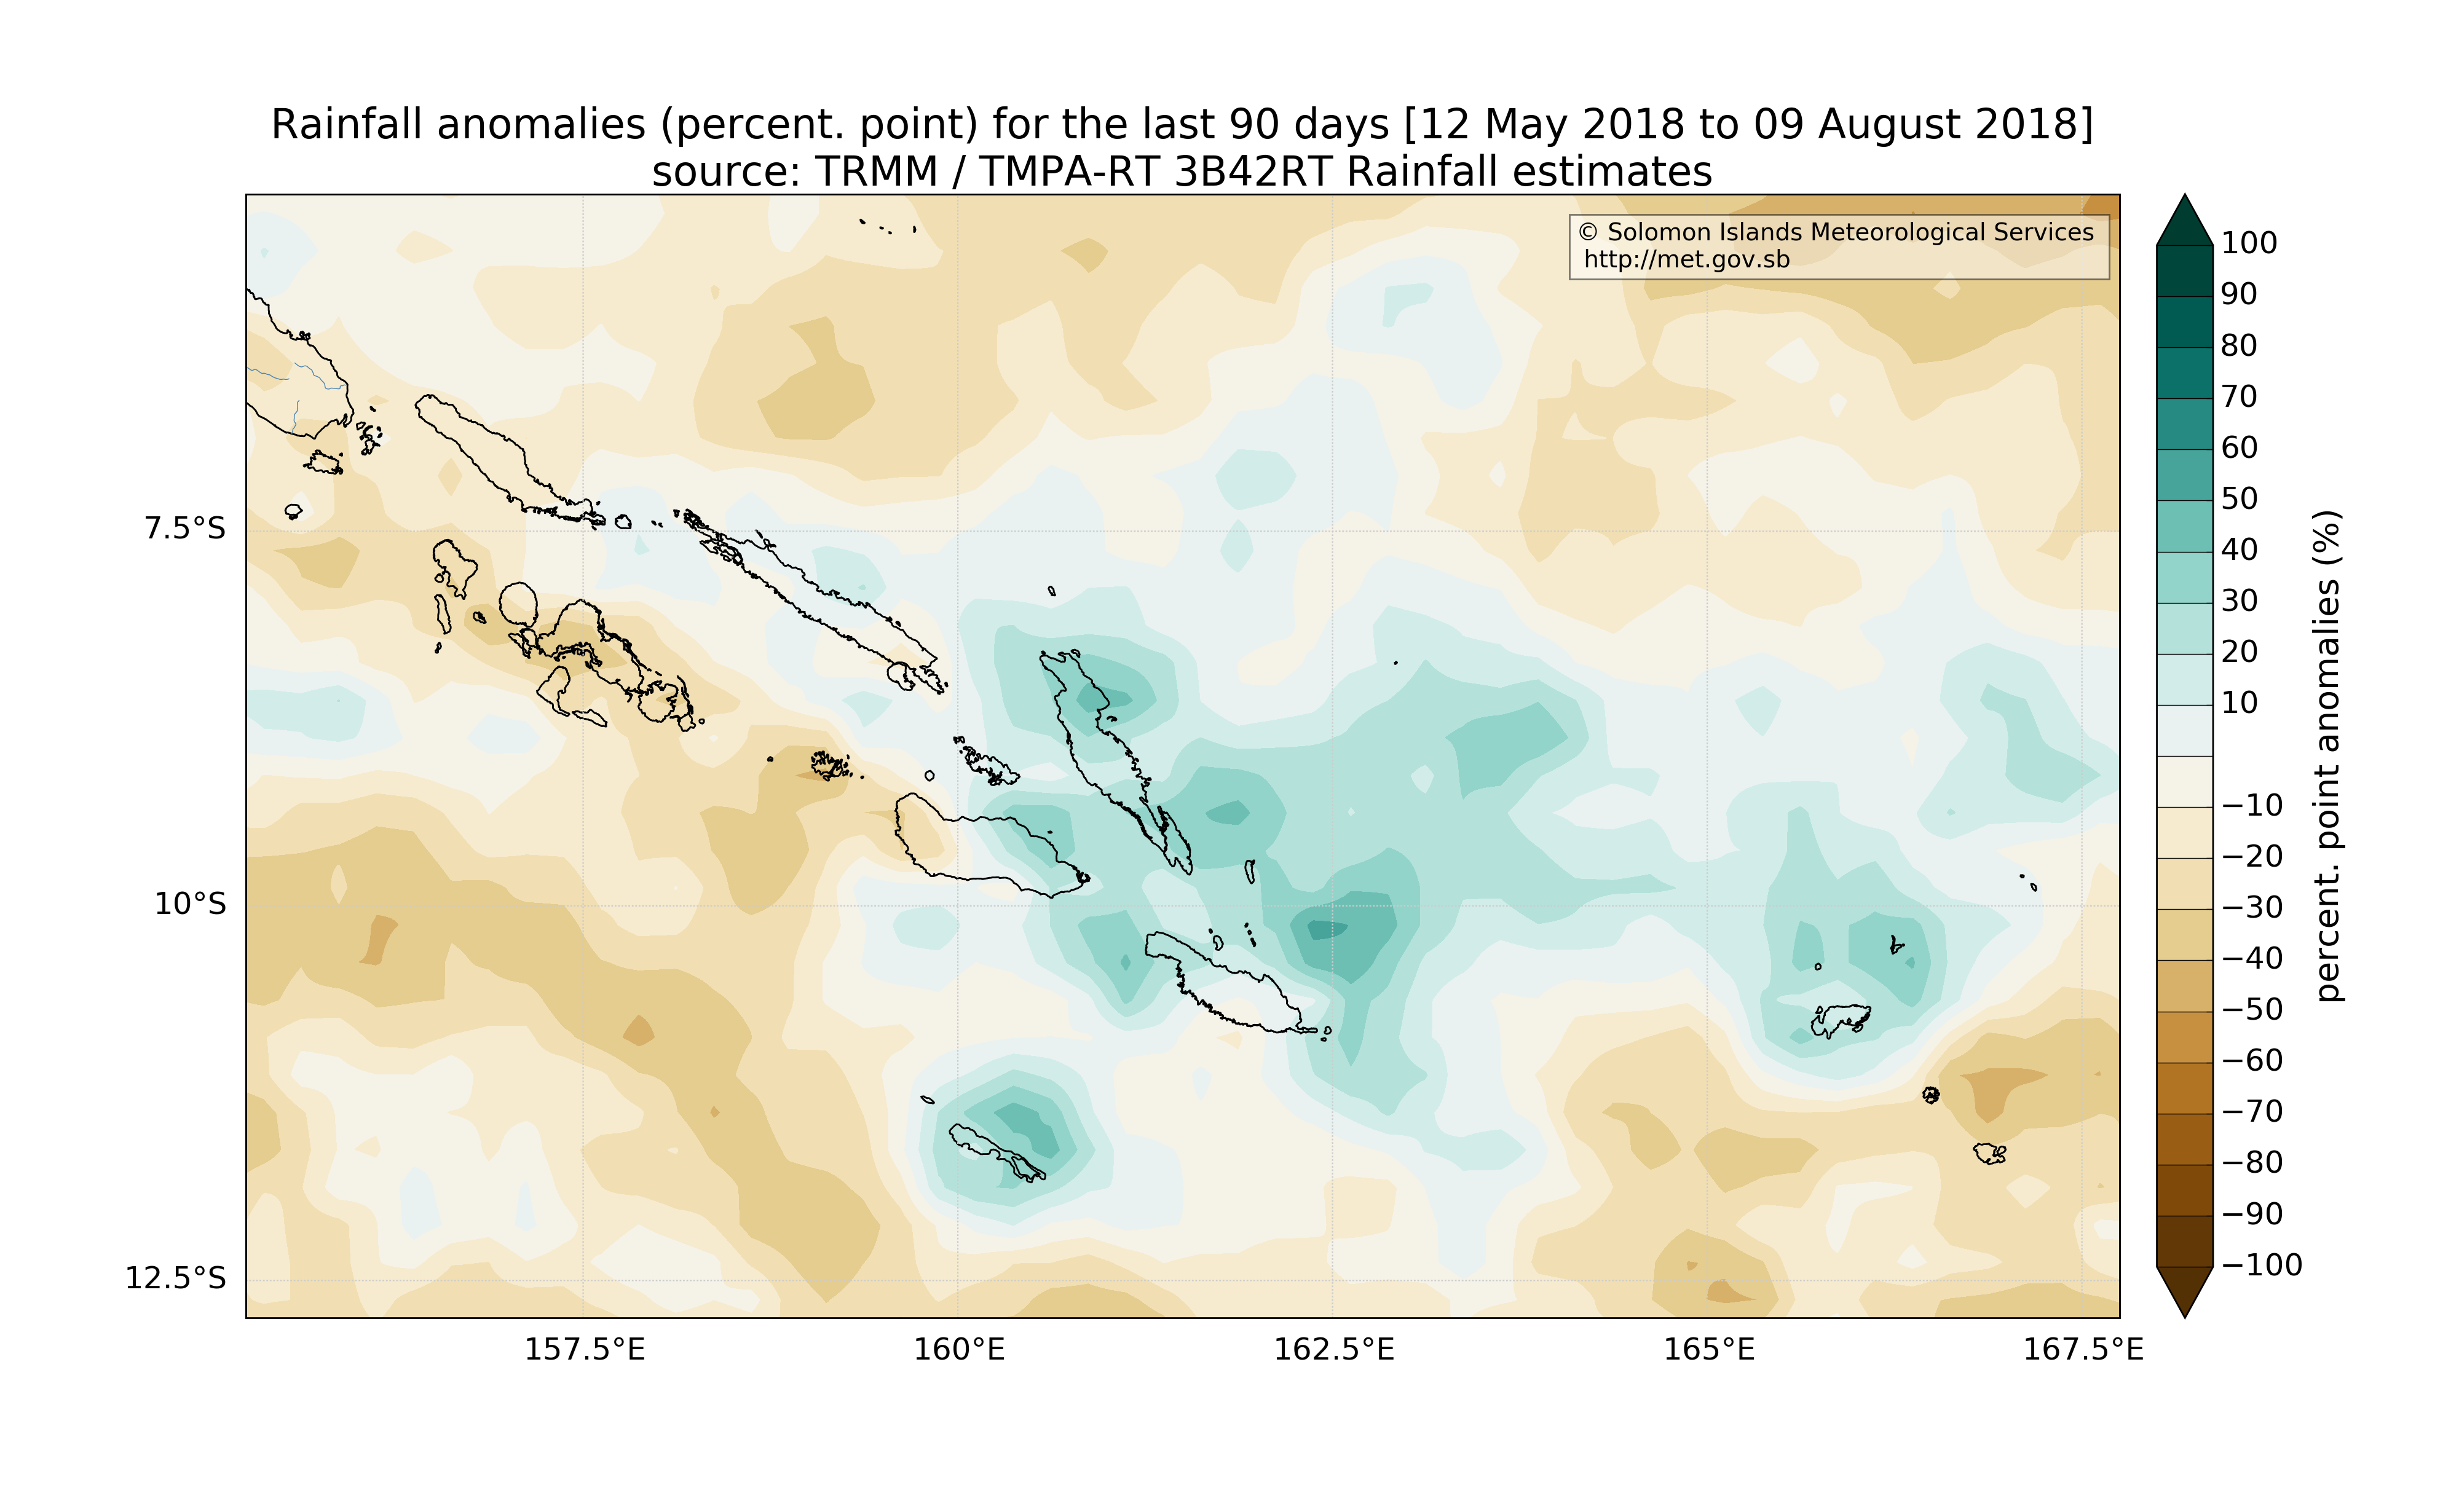 Rainfall anomalies (percent. point) for the last 90 days [12 May 2018 to 09 August 2018]
source: TRMM / TMPA-RT 3B42RT Rainfall estimates
© Solomon Islands Meteorological Services
http://met.gov.sb
7.5°S
10°S
12.5°S
157.5°E
160°E
162.5°E
165°E
167.5°E
100
90
80
70
60
50
40
30
20
10
−10
−20
−30
−40
−50
−60
−70
−80
−90
−100
percent. point anomalies (%)